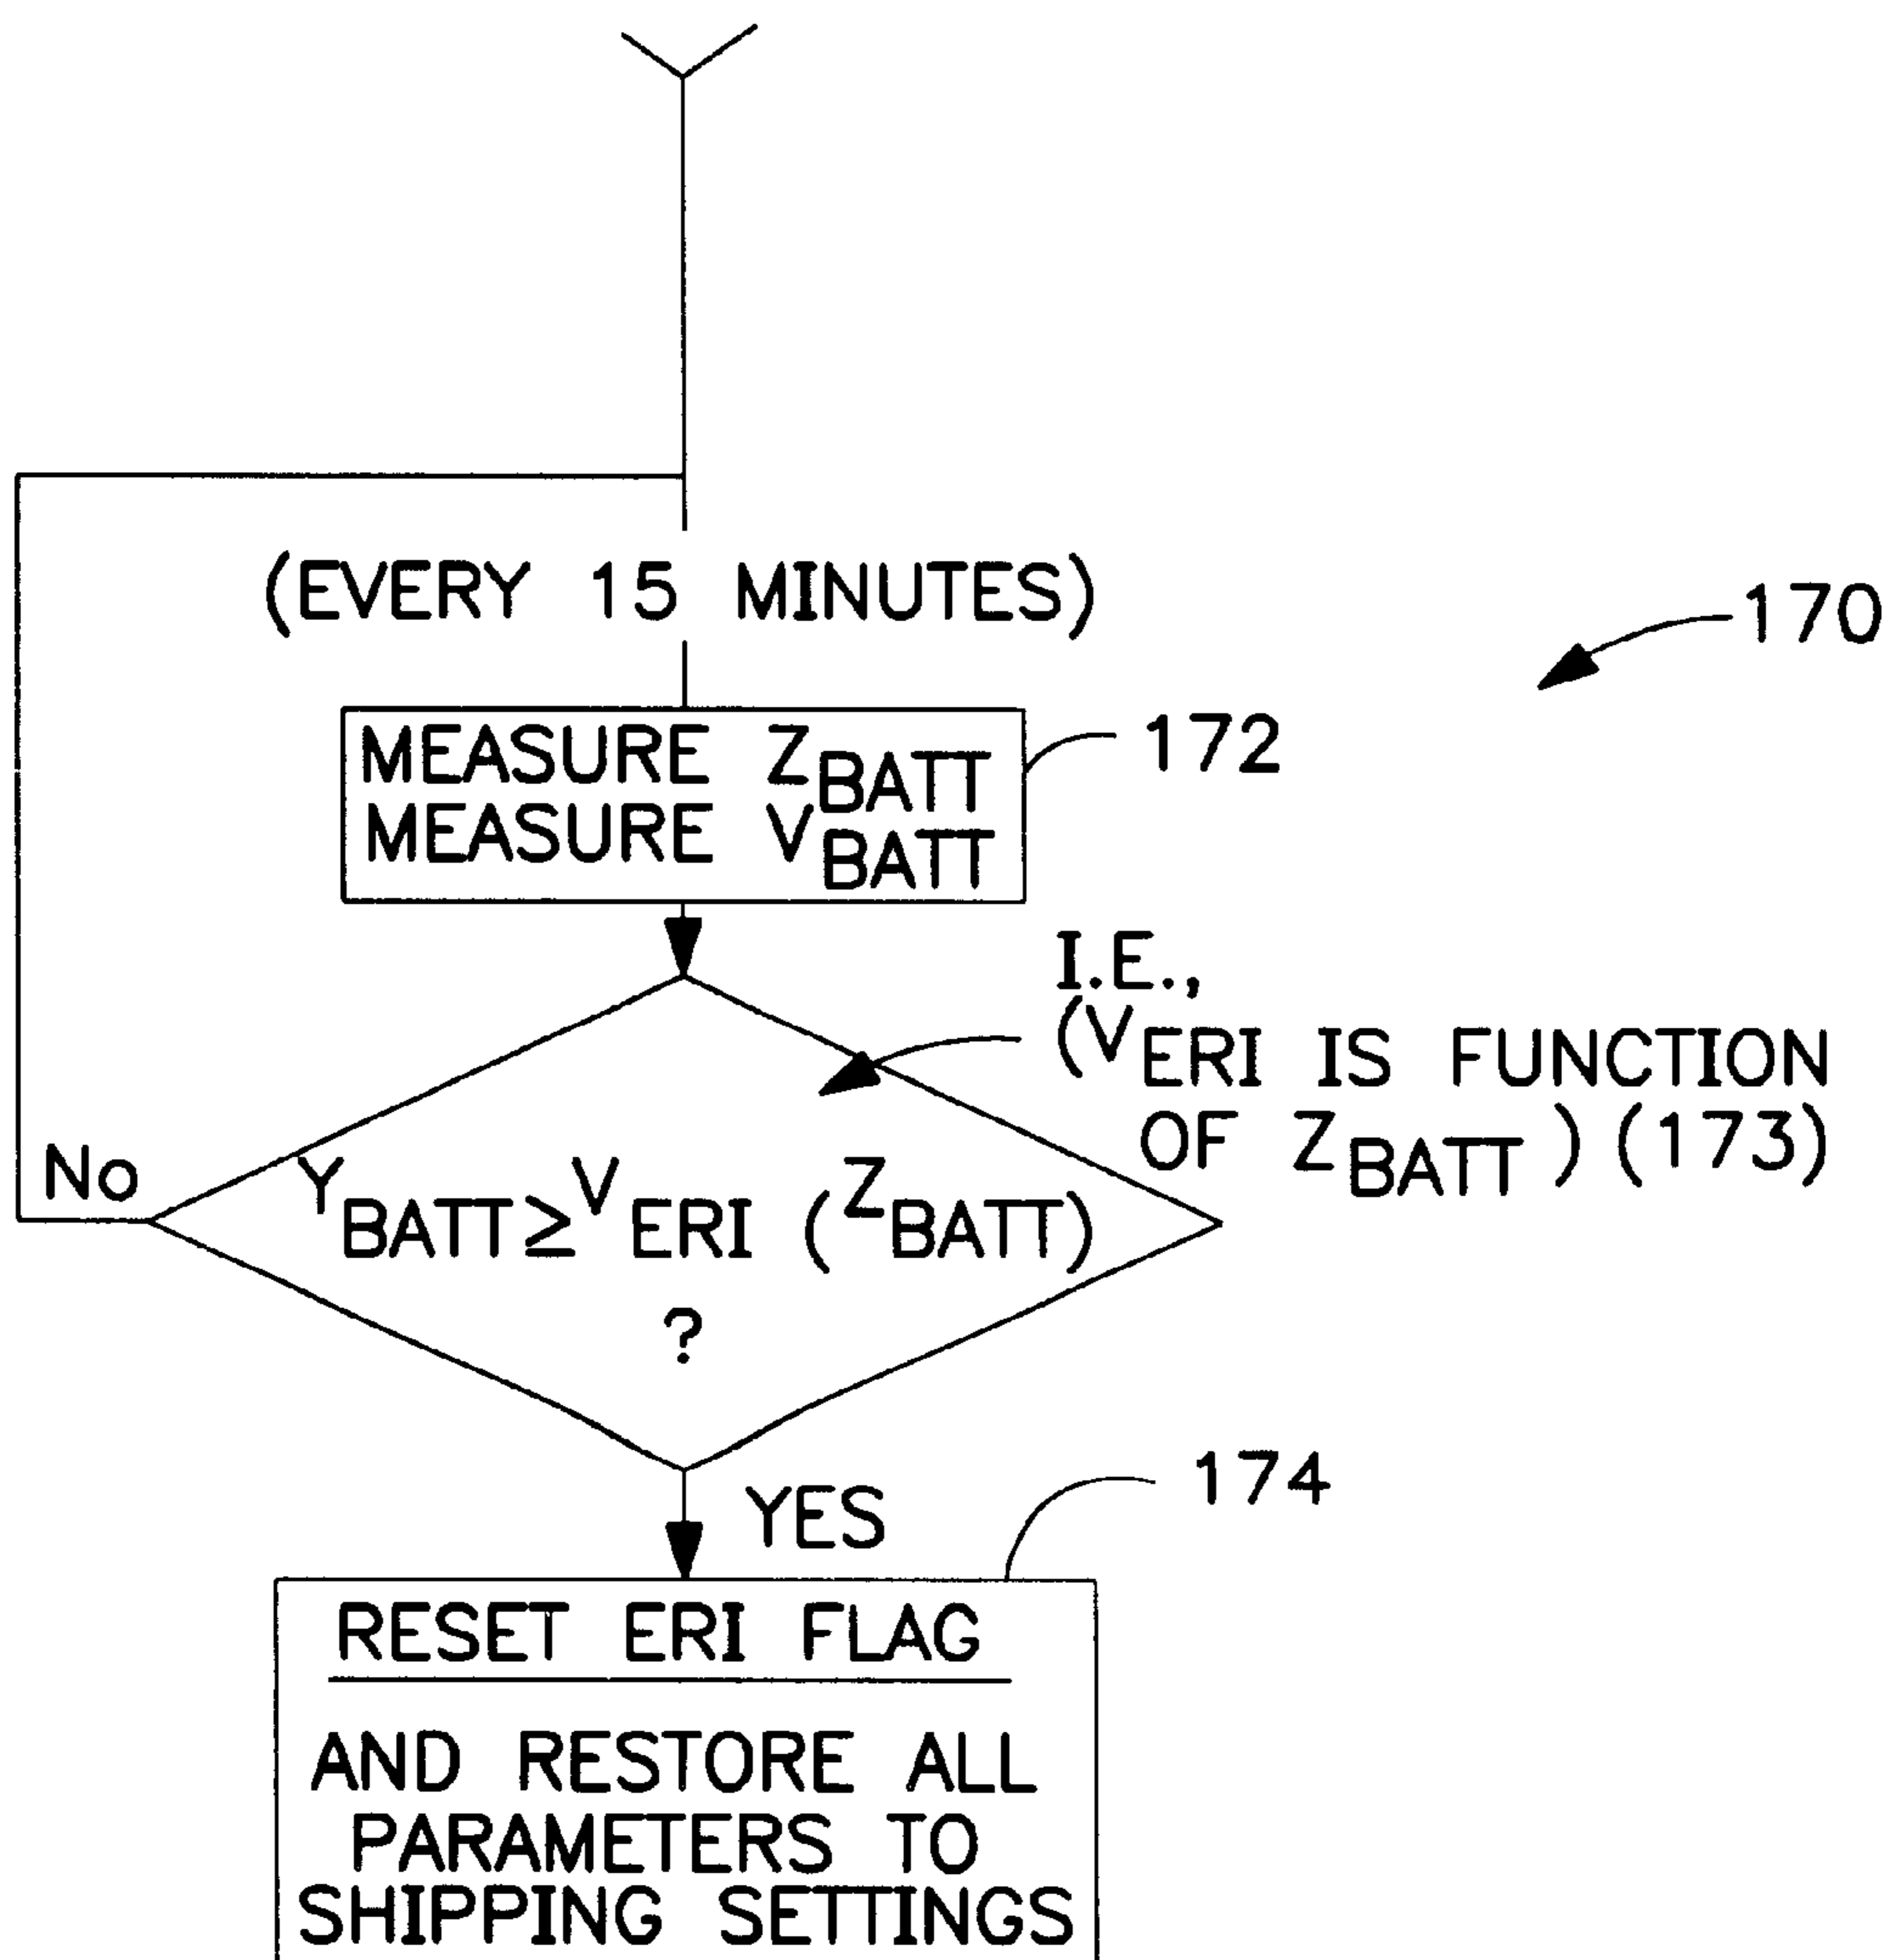 (EVERY 15 MINUTES)
170
MEASURE ZBATT
172
MEASURE VBATT
I.E.,
(VERI IS FUNCTION
OF ZBATT) (173)
No
YBATT≥VERI (ZBATT)
?
174
YES
RESET ERI FLAG
AND RESTORE ALL
PARAMETERS TO
SHIPPING SETTINGS